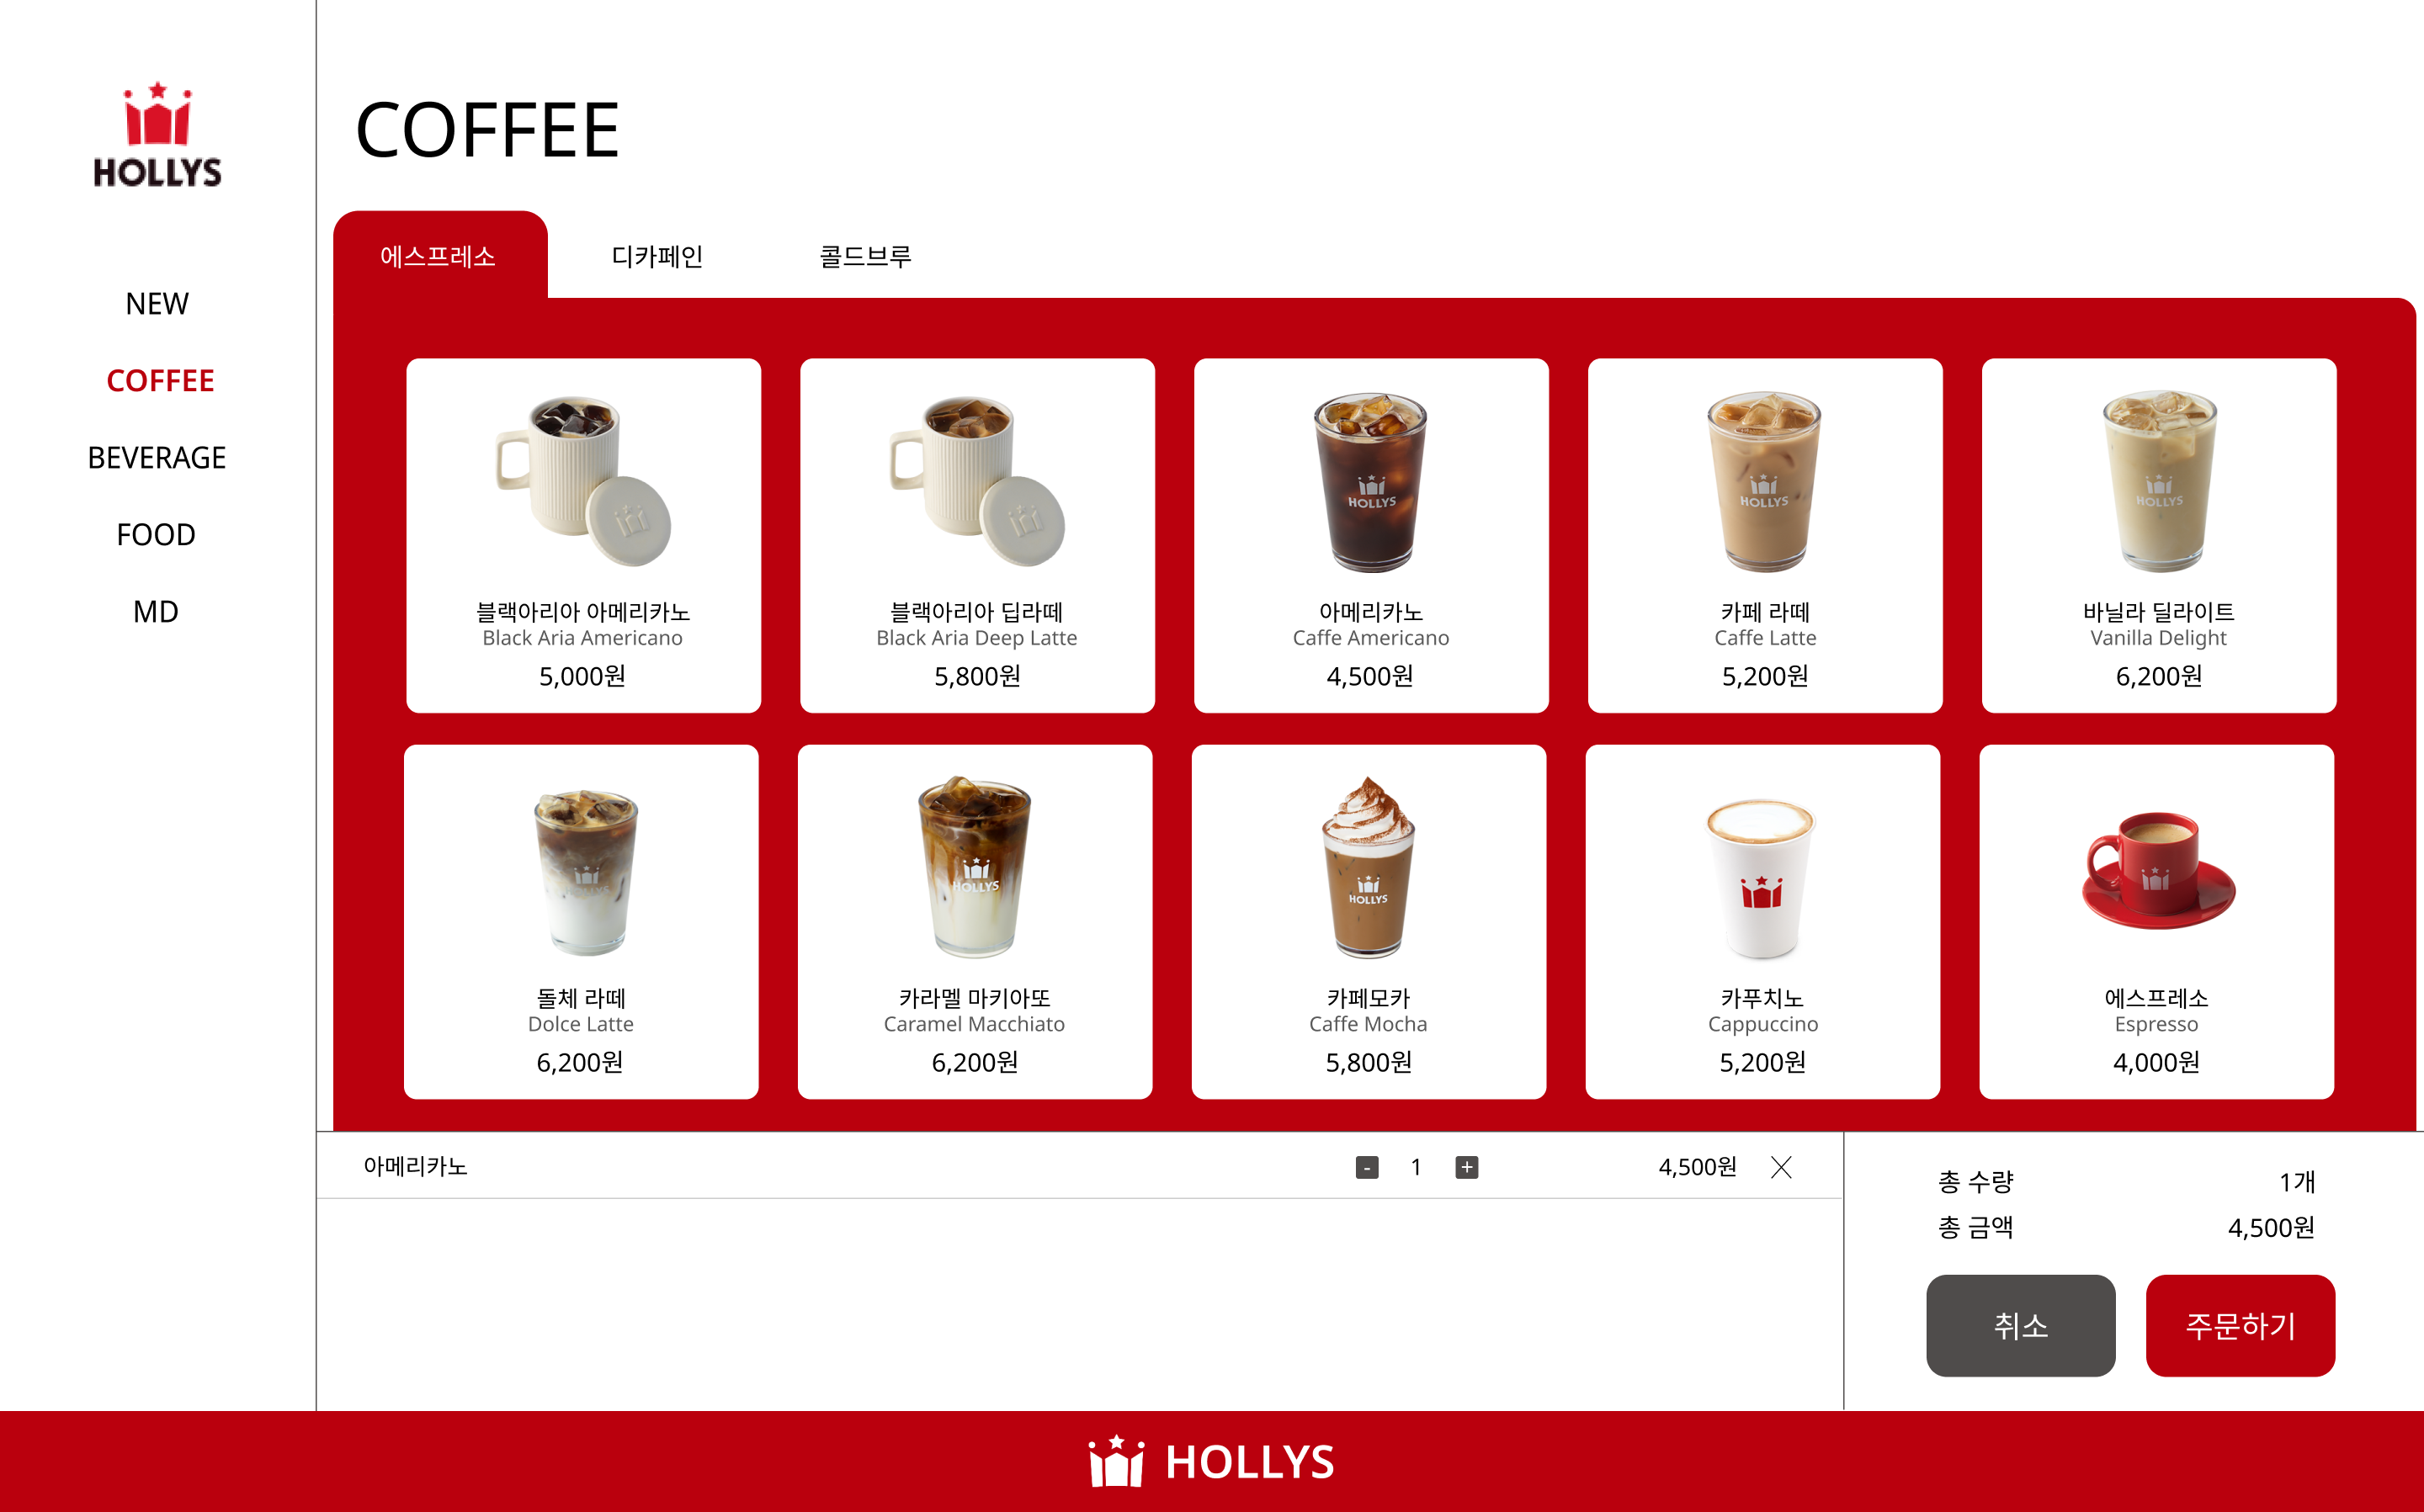 HOLLYS
NEW
COFFEE
BEVERAGE
FOOD
MD
COFFEE
에스프레소
디카페인
콜드브루
HOLLYS
HOLLYS
HOLLYS
블랙아리아 아메리카노
Black Aria Americano
5,000원
블랙아리아 딥라떼
Black Aria Deep Latte
5,800원
아메리카노
Caffe Americano
4,500원
카페 라떼
Caffe Latte
5,200원
바닐라 딜라이트
Vanilla Delight
6,200원
HOLLYS
HOLLYS
HOLLYS
돌체 라떼
Dolce Latte
6,200원
카라멜 마키아또
Caramel Macchiato
6,200원
카페모카
Caffe Mocha
5,800원
카푸치노
Cappuccino
5,200원
에스프레소
Espresso
4,000원
아메리카노 - 1 + 4,500원
총 수량 1개
총 금액 4,500원
취소
주문하기
HOLLYS